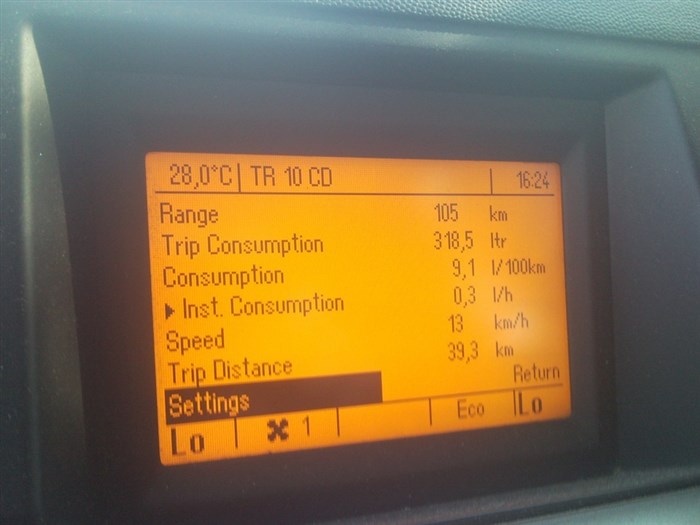 28,0°C TR 10 CD 16:24
Range 105 km
Trip Consumption 318,5 ltr
Consumption 9,1 l/100km
Inst. Consumption 0,3 l/h
Speed 13 km/h
Trip Distance 39,3 km
Return
Settings
Lo 1 Eco Lo